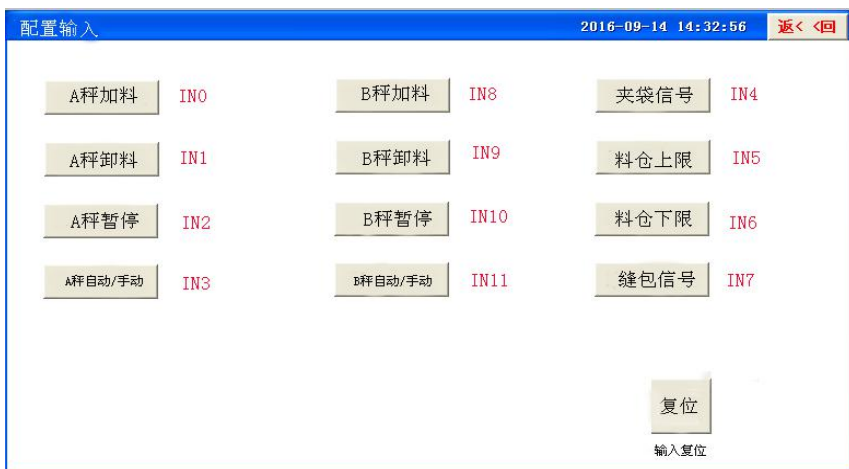 配置输入 2016-09-14 14:32:56 返< <回
A秤加料 IN0 B秤加料 IN8 夹袋信号 IN4
A秤卸料 IN1 B秤卸料 IN9 料仓上限 IN5
A秤暂停 IN2 B秤暂停 IN10 料仓下限 IN6
A秤自动/手动 IN3 B秤自动/手动 IN11 缝包信号 IN7
复位
输入复位